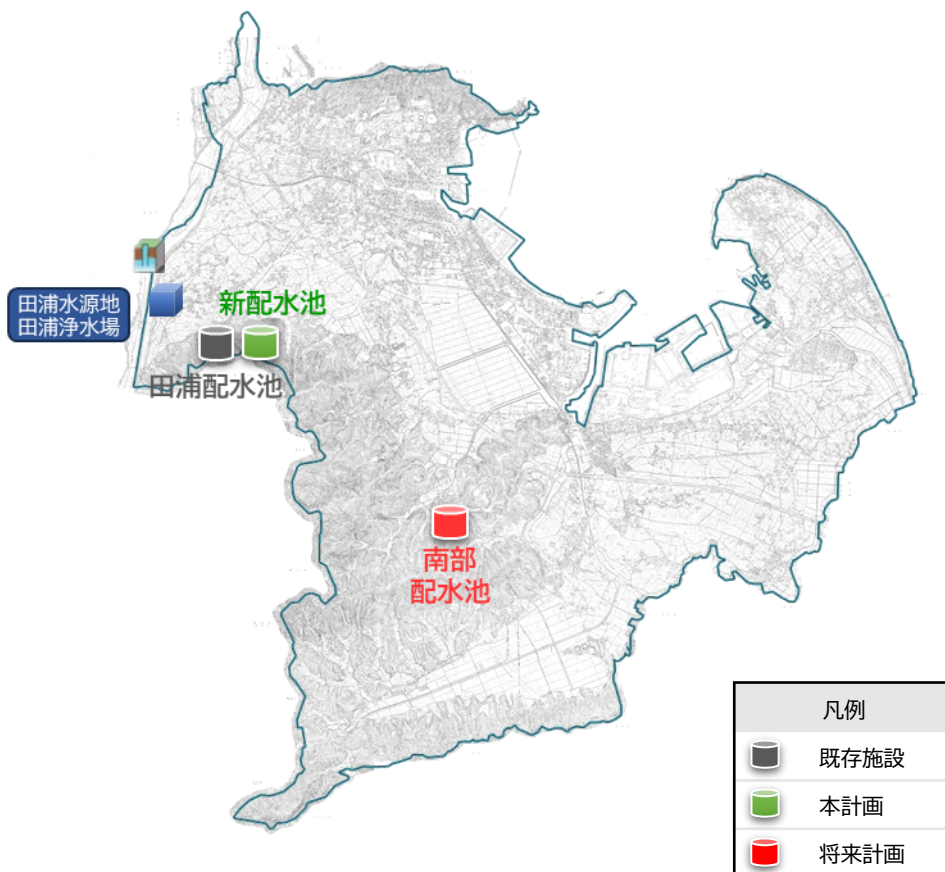 田浦水源地
田浦浄水場
新配水池
田浦配水池
南部
配水池
凡例
既存施設
本計画
将来計画